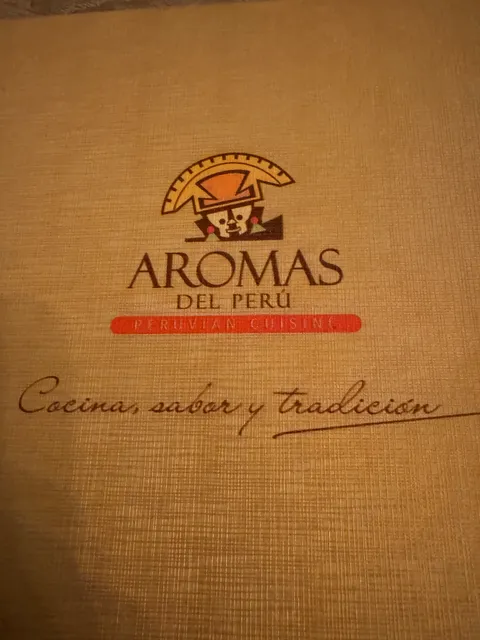 AROMAS
DEL PERÚ
PERUVIAN CUISINE
Cocina, sabor y tradición